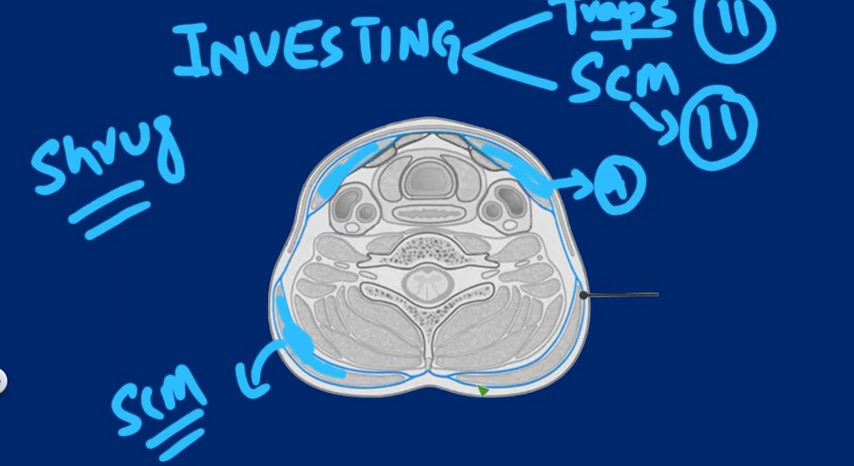 Traps 11
INVESTING
SCM
11
Shrug
SCM